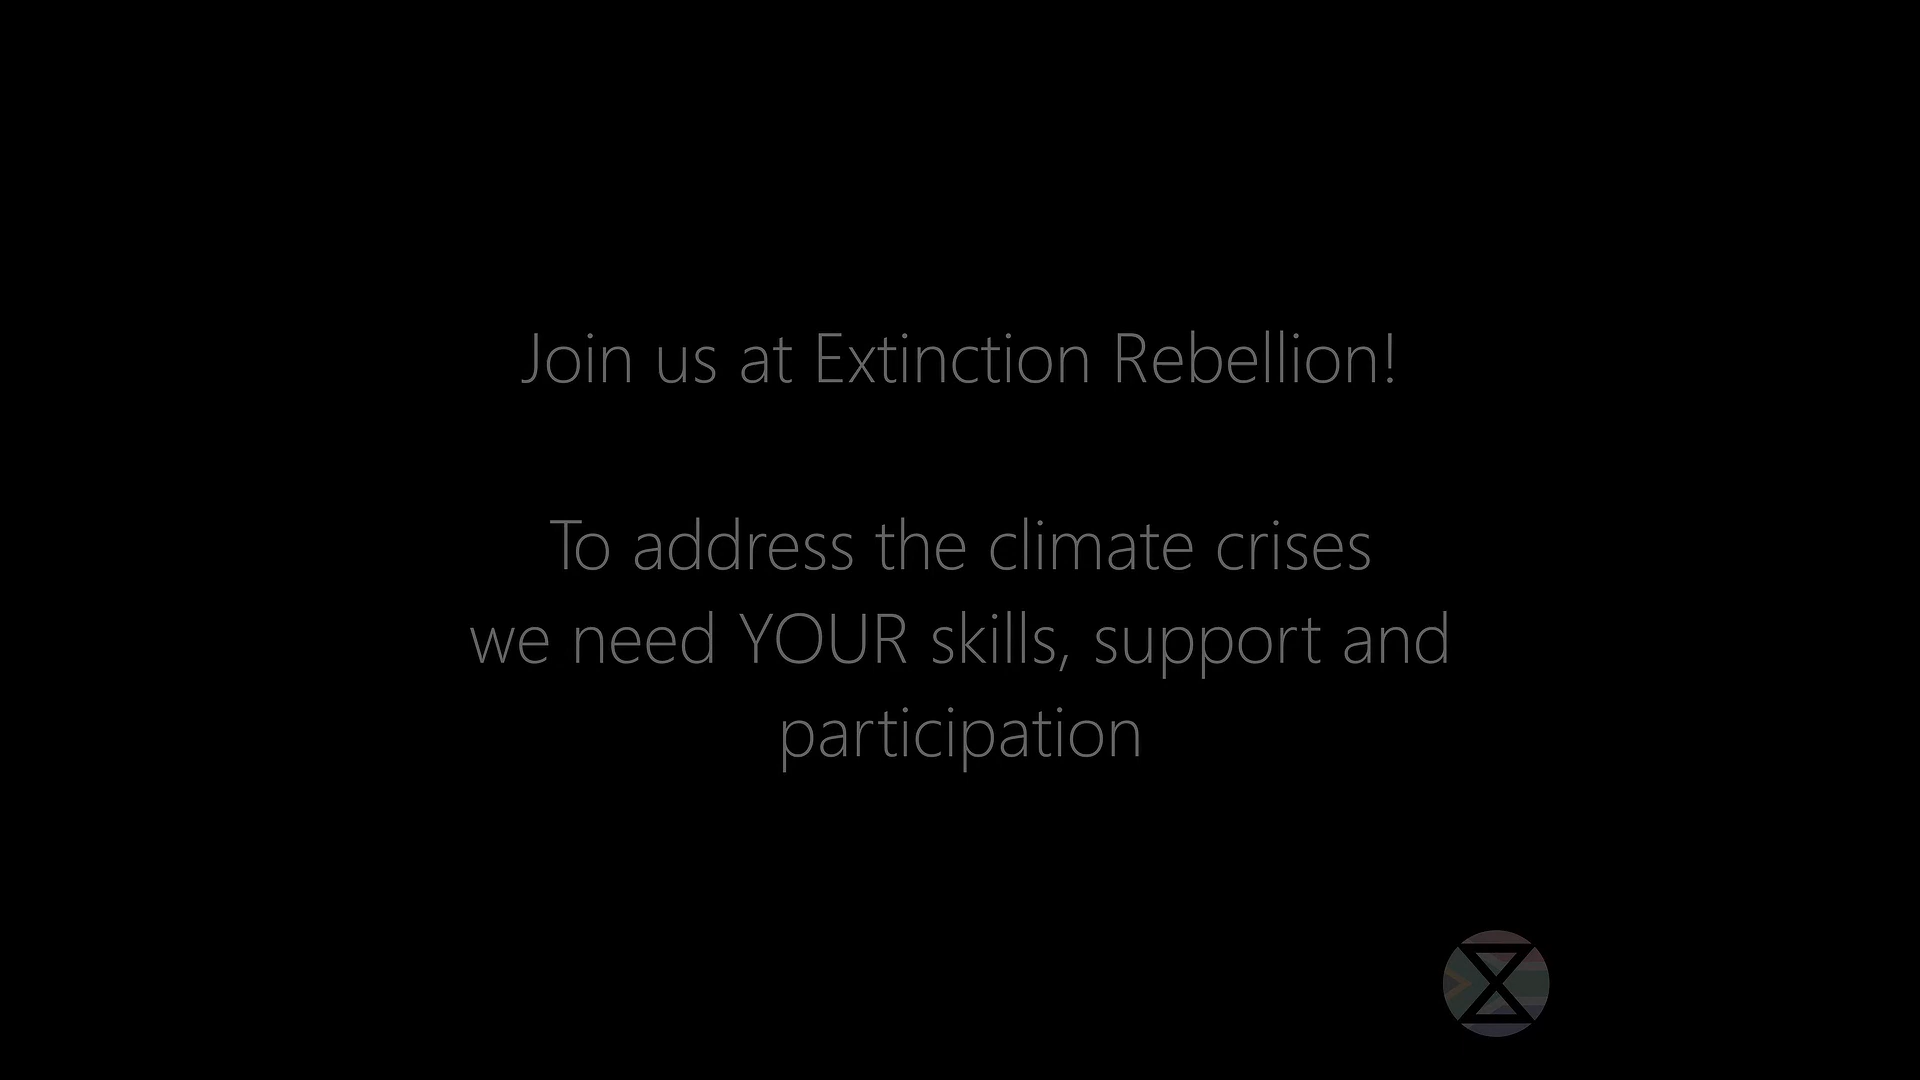 Join us at Extinction Rebellion!
To address the climate crises
we need YOUR skills, support and
participation